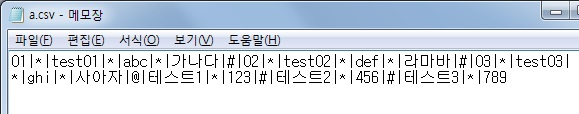 a.csv - 메모장
파일(F) 편집(E) 서식(O) 보기(V) 도움말(H)
01|*|test01|*|abc|*|가나다|#|02|*|test02|*|def|*|라마바|#|03|*|test03|
*|ghi|*|사아자|@|테스트1|*|123|#|테스트2|*|456|#|테스트3|*|789